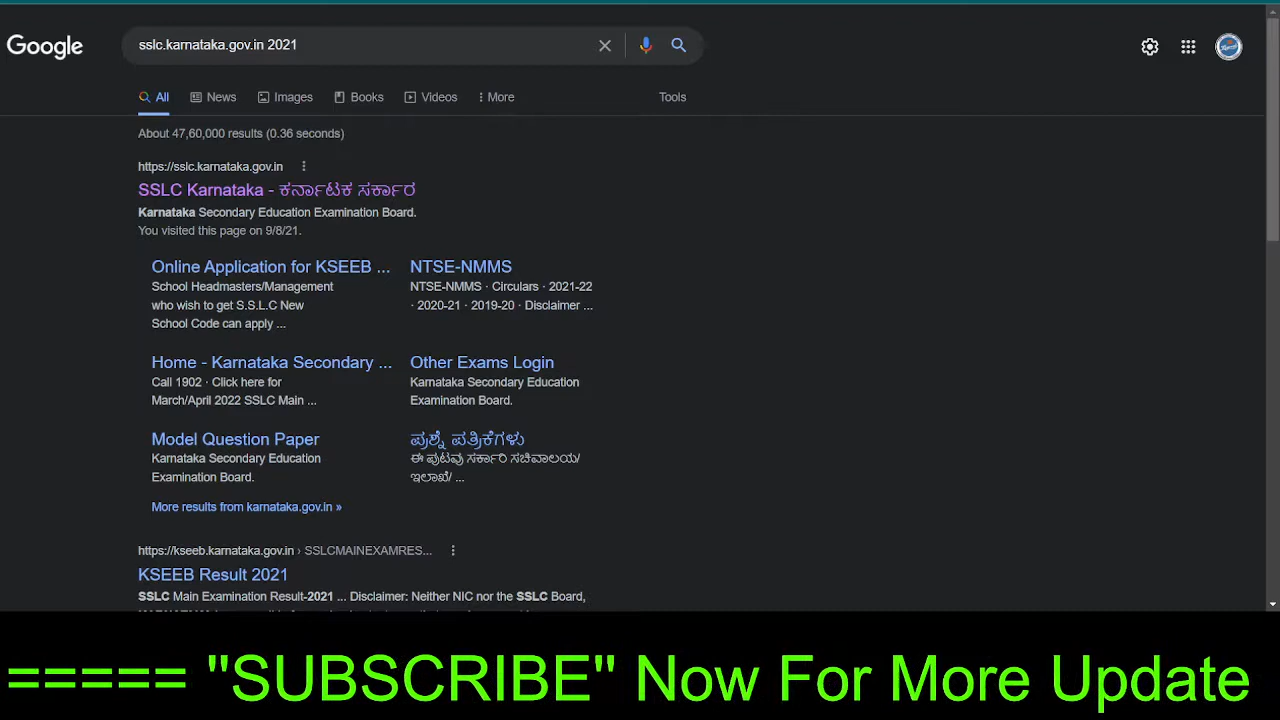 Google
sslc.karnataka.gov.in 2021
All News Images Books Videos More Tools
About 47,60,000 results (0.36 seconds)
https://sslc.karnataka.gov.in
SSLC Karnataka - ಕರ್ನಾಟಕ ಸರ್ಕಾರ
Karnataka Secondary Education Examination Board.
You visited this page on 9/8/21.
Online Application for KSEEB ...
School Headmasters/Management
who wish to get S.S.L.C New
School Code can apply ...
NTSE-NMMS
NTSE-NMMS · Circulars · 2021-22
· 2020-21 · 2019-20 · Disclaimer ...
Home - Karnataka Secondary ...
Call 1902 · Click here for
March/April 2022 SSLC Main ...
Other Exams Login
Karnataka Secondary Education
Examination Board.
Model Question Paper
Karnataka Secondary Education
Examination Board.
ಪ್ರಶ್ನೆ ಪತ್ರಿಕೆಗಳು
ಈ ಪುಟವು ಸರ್ಕಾರಿ ಸಚಿವಾಲಯ/
ಇಲಾಖೆ/ ...
More results from karnataka.gov.in »
https://kseeb.karnataka.gov.in › SSLCMAINEXAMRES...
KSEEB Result 2021
SSLC Main Examination Result-2021 ... Disclaimer: Neither NIC nor the SSLC Board,
===== "SUBSCRIBE" Now For More Update